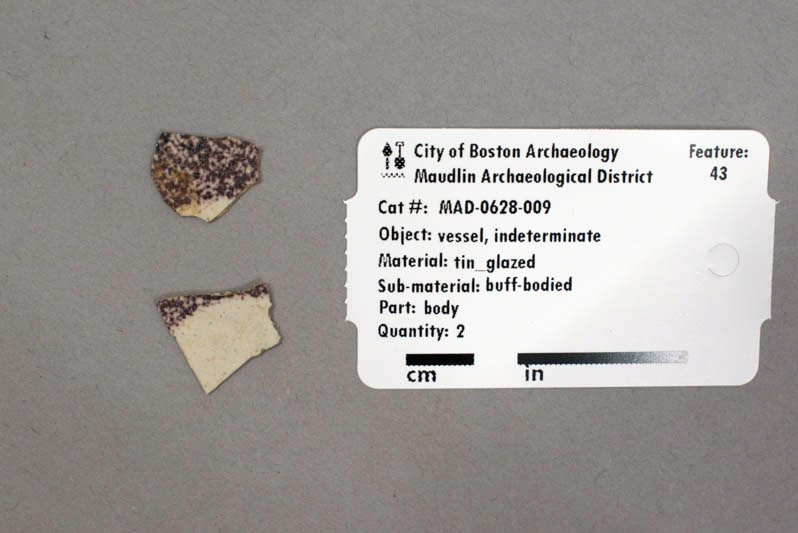 City of Boston Archaeology
Maudlin Archaeological District
Feature:
43
Cat #: MAD-0628-009
Object: vessel, indeterminate
Material: tin_glazed
Sub-material: buff-bodied
Part: body
Quantity: 2
cm
in